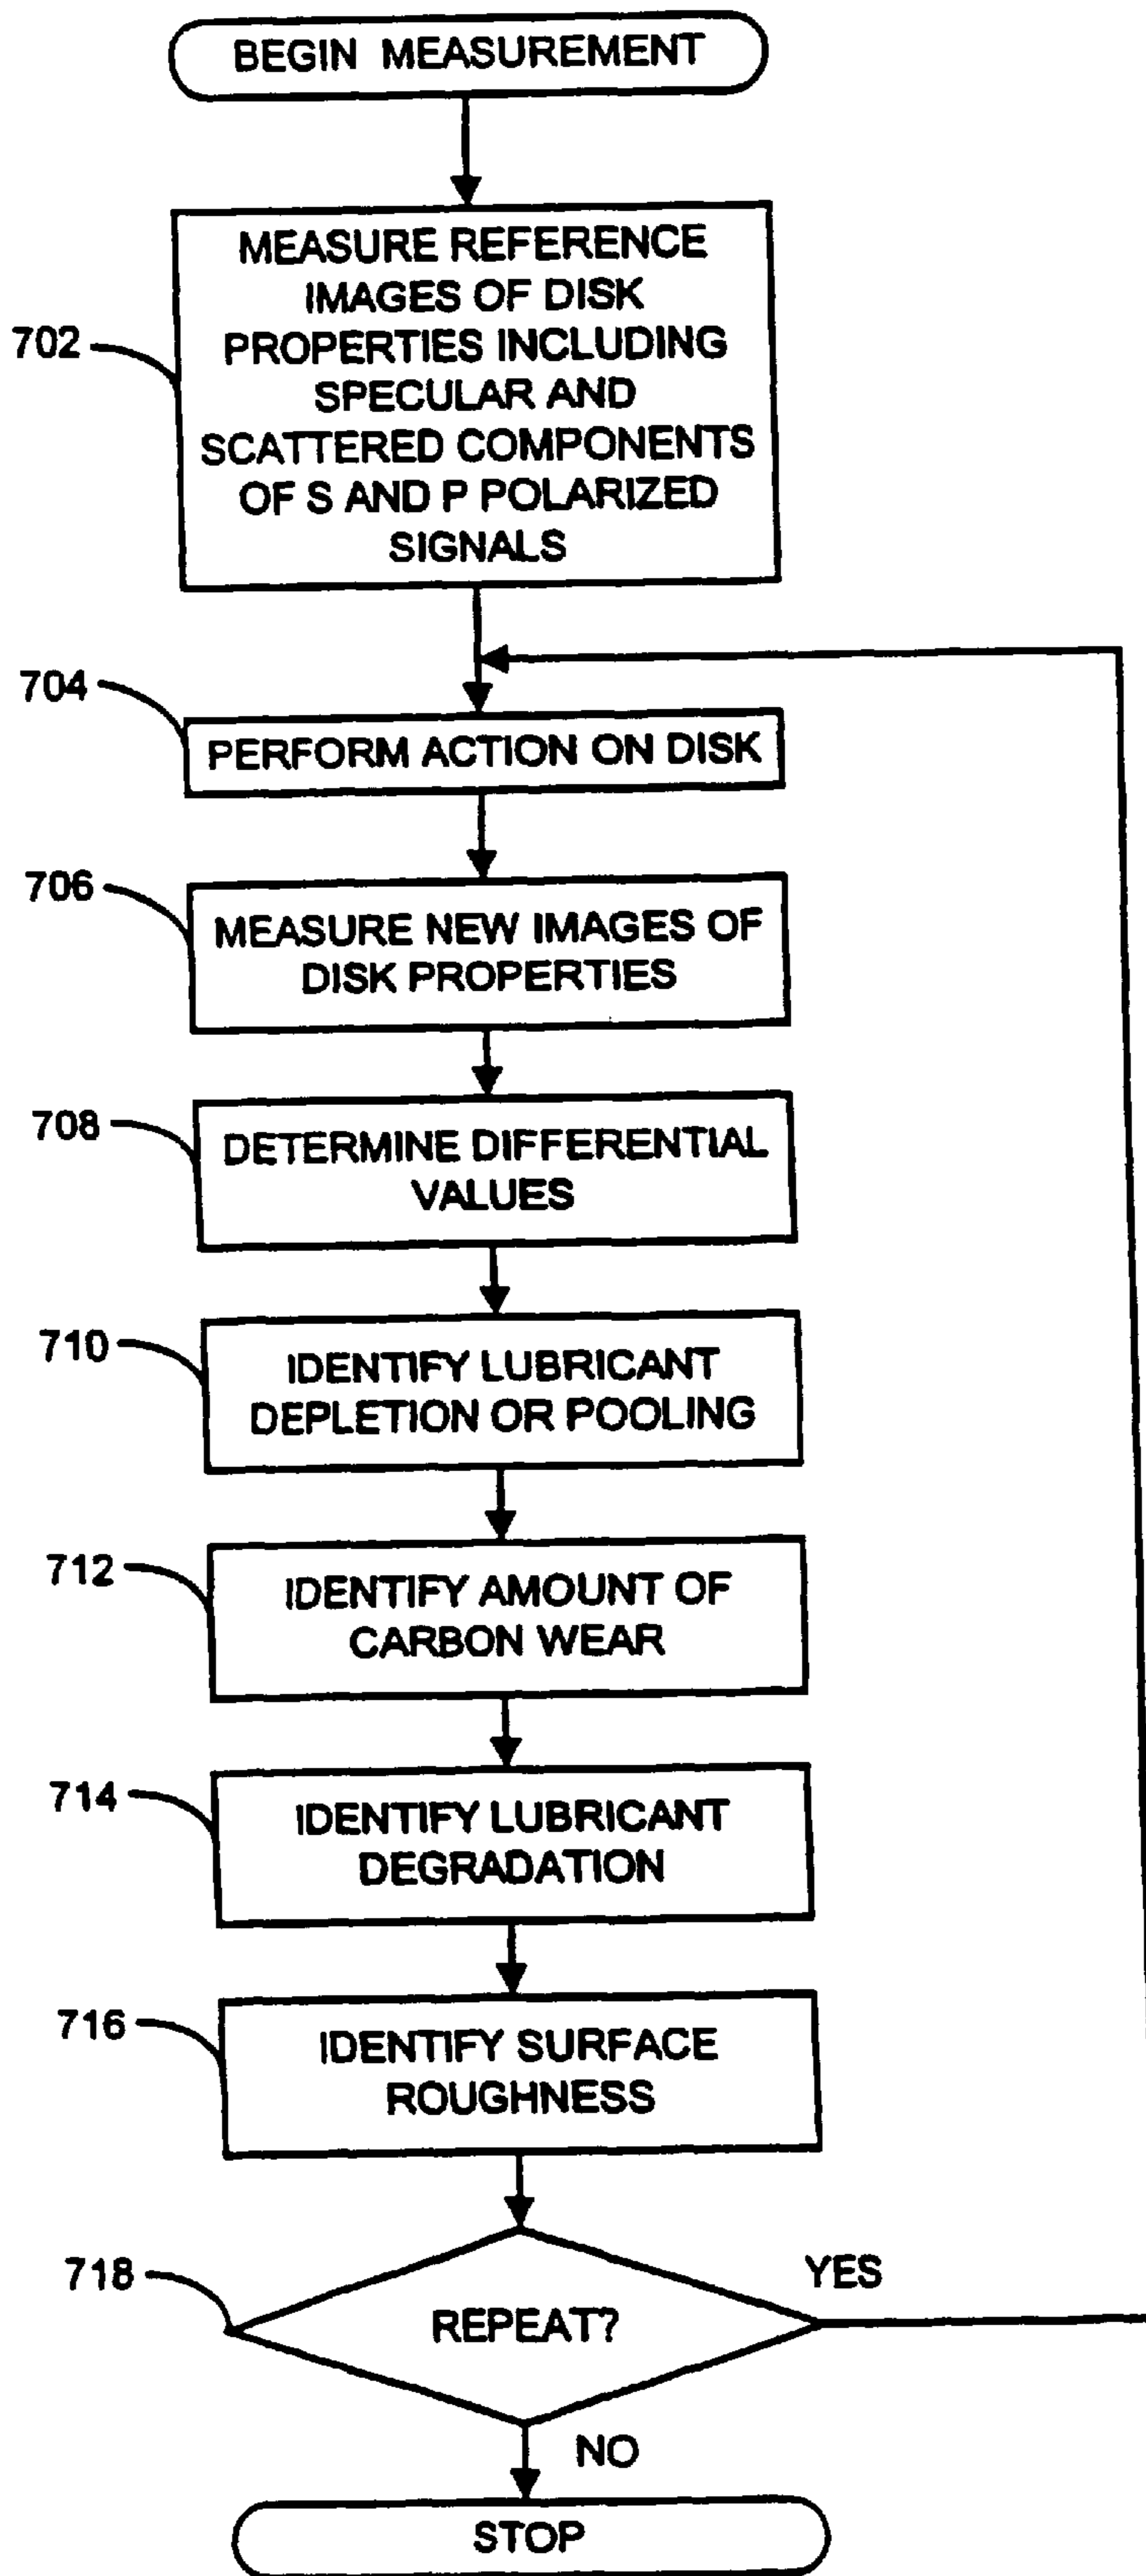 BEGIN MEASUREMENT
702
MEASURE REFERENCE
IMAGES OF DISK
PROPERTIES INCLUDING
SPECULAR AND
SCATTERED COMPONENTS
OF S AND P POLARIZED
SIGNALS
704
PERFORM ACTION ON DISK
706
MEASURE NEW IMAGES OF
DISK PROPERTIES
708
DETERMINE DIFFERENTIAL
VALUES
710
IDENTIFY LUBRICANT
DEPLETION OR POOLING
712
IDENTIFY AMOUNT OF
CARBON WEAR
714
IDENTIFY LUBRICANT
DEGRADATION
716
IDENTIFY SURFACE
ROUGHNESS
718
REPEAT?
YES
NO
STOP